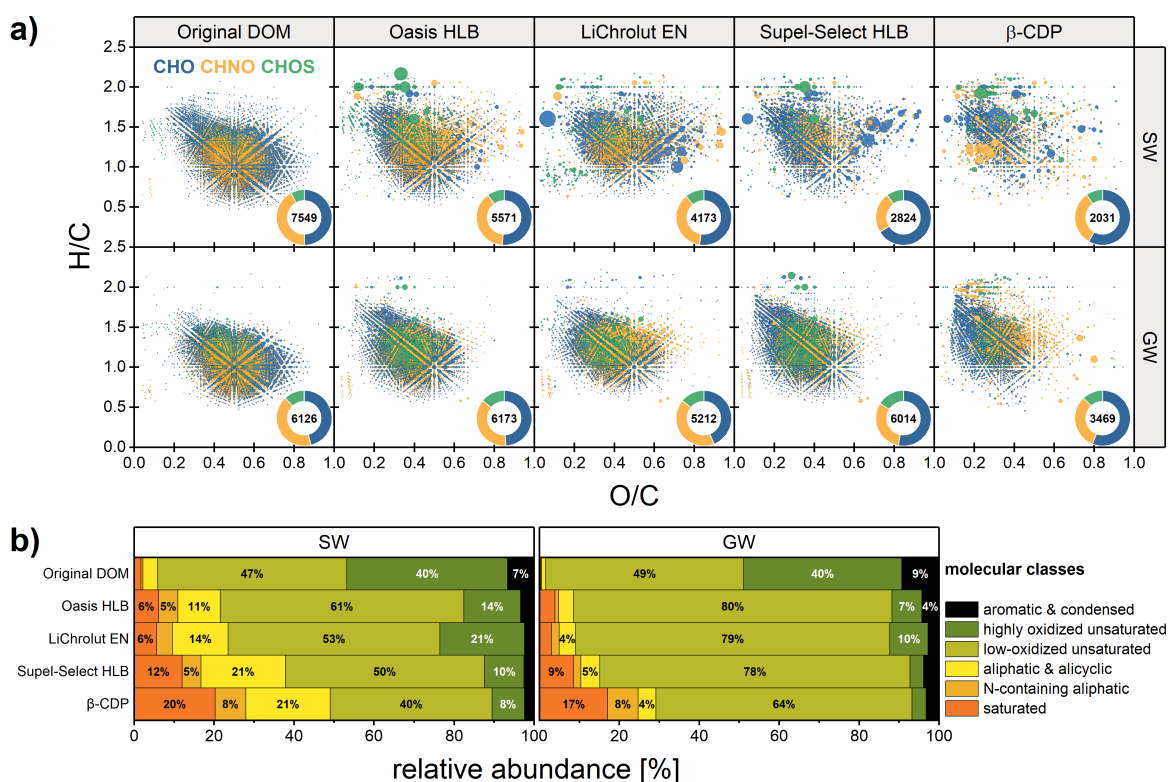 a)
Original DOM Oasis HLB LiChrolut EN Supel-Select HLB β-CDP
CHO CHNO CHOS
2.5
2.0
1.5
1.0
0.5
7549 5571 4173 2824 2031
SW
H/C
2.5
2.0
1.5
1.0
0.5
0.0
6126 6173 5212 6014 3469
GW
0.0 0.2 0.4 0.6 0.8 1.0 0.2 0.4 0.6 0.8 1.0 0.2 0.4 0.6 0.8 1.0 0.2 0.4 0.6 0.8 1.0 0.2 0.4 0.6 0.8 1.0
O/C
b)
SW GW
Original DOM 47% 40% 7% 49% 40% 9%
Oasis HLB 6% 5% 11% 61% 14% 80% 7% 4%
LiChrolut EN 6% 14% 53% 21% 4% 79% 10%
Supel-Select HLB 12% 5% 21% 50% 10% 9% 5% 78%
β-CDP 20% 8% 21% 40% 8% 17% 8% 4% 64%
0 20 40 60 80 100 0 20 40 60 80 100
relative abundance [%]
molecular classes
aromatic & condensed
highly oxidized unsaturated
low-oxidized unsaturated
aliphatic & alicyclic
N-containing aliphatic
saturated